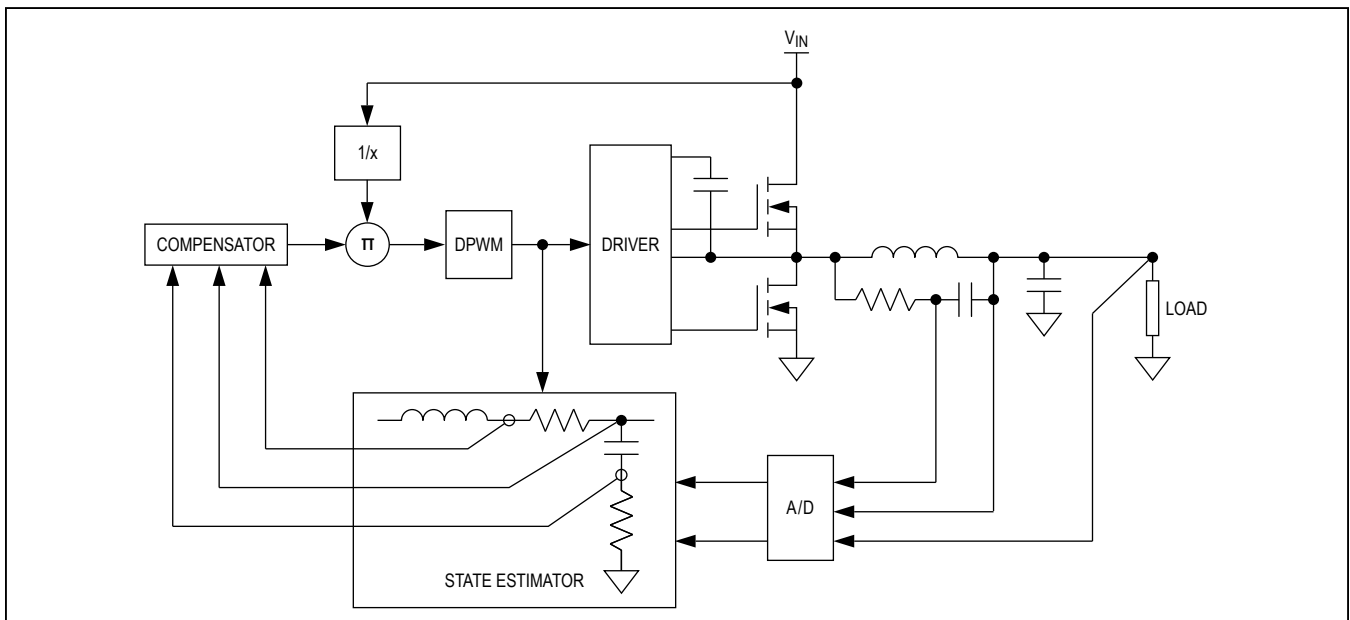 VIN
1/x
COMPENSATOR
π
DPWM
DRIVER
LOAD
A/D
STATE ESTIMATOR